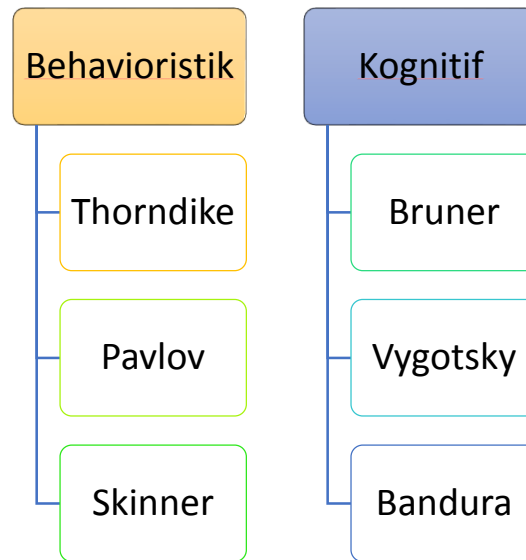 Behavioristik
Thorndike
Pavlov
Skinner
Kognitif
Bruner
Vygotsky
Bandura